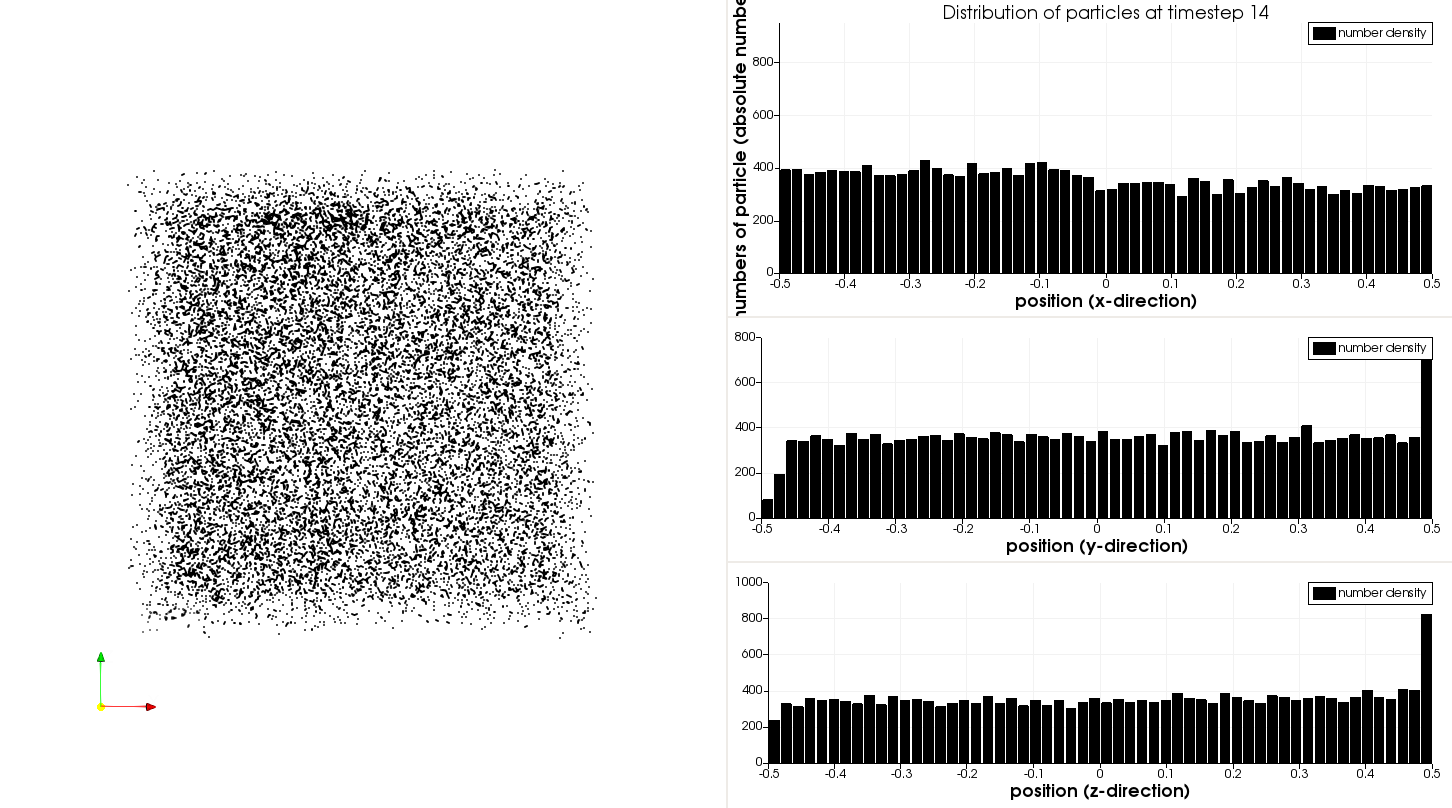 Distribution of particles at timestep 14
numbers of particle (absolute numbe
number density
800
600
400
200
0
-0.5 -0.4 -0.3 -0.2 -0.1 0 0.1 0.2 0.3 0.4 0.5
position (x-direction)
number density
800
600
400
200
0
-0.5 -0.4 -0.3 -0.2 -0.1 0 0.1 0.2 0.3 0.4 0.5
position (y-direction)
number density
1000
800
600
400
200
0
-0.5 -0.4 -0.3 -0.2 -0.1 0 0.1 0.2 0.3 0.4 0.5
position (z-direction)